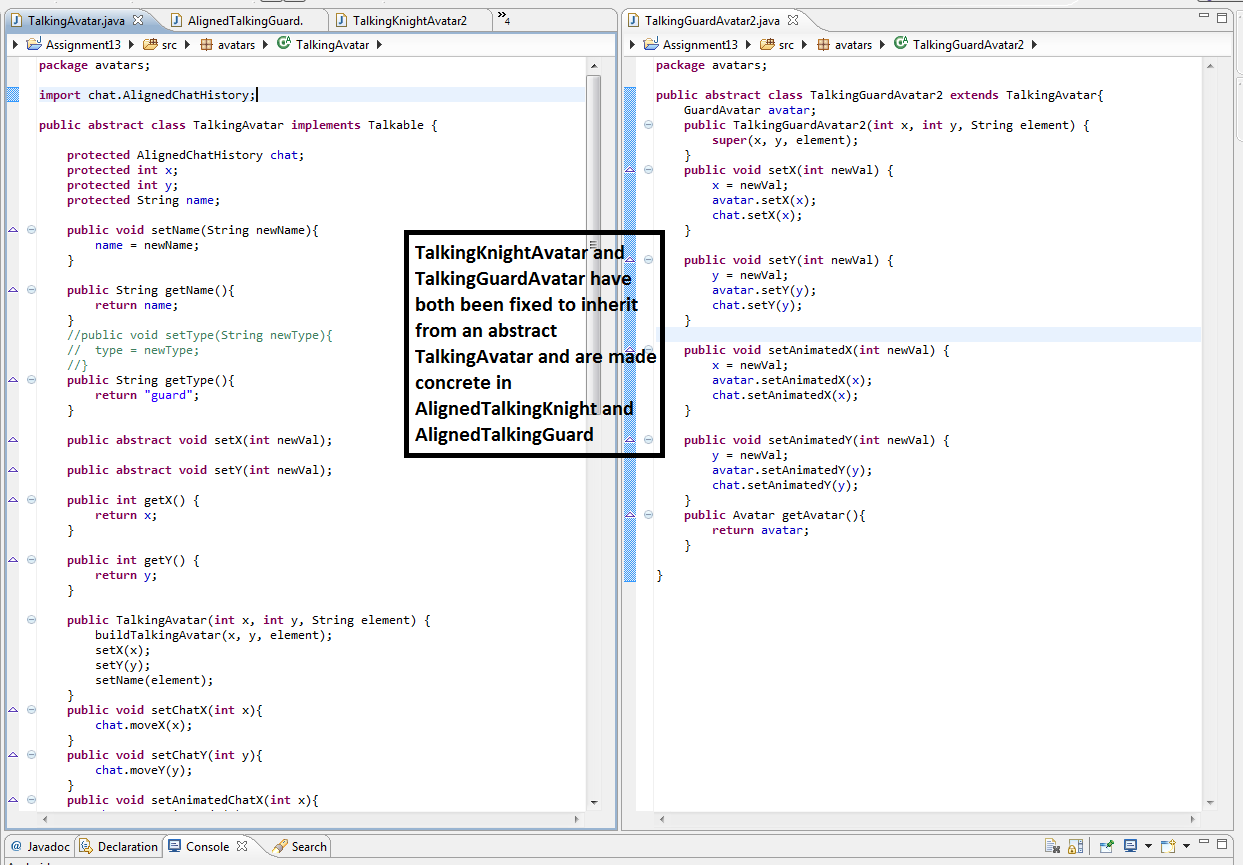 TalkingAvatar.java
AlignedTalkingGuard.
TalkingKnightAvatar2
»4
Assignment13 src avatars TalkingAvatar
package avatars;
import chat.AlignedChatHistory;
public abstract class TalkingAvatar implements Talkable {
protected AlignedChatHistory chat;
protected int x;
protected int y;
protected String name;
public void setName(String newName){
name = newName;
}
public String getName(){
return name;
}
//public void setType(String newType){
//  type = newType;
//}
public String getType(){
return "guard";
}
public abstract void setX(int newVal);
public abstract void setY(int newVal);
public int getX() {
return x;
}
public int getY() {
return y;
}
public TalkingAvatar(int x, int y, String element) {
buildTalkingAvatar(x, y, element);
setX(x);
setY(y);
setName(element);
}
public void setChatX(int x){
chat.moveX(x);
}
public void setChatY(int y){
chat.moveY(y);
}
public void setAnimatedChatX(int x){
TalkingKnightAvatar and
TalkingGuardAvatar have
both been fixed to inherit
from an abstract
TalkingAvatar and are made
concrete in
AlignedTalkingKnight and
AlignedTalkingGuard
TalkingGuardAvatar2.java
Assignment13 src avatars TalkingGuardAvatar2
package avatars;
public abstract class TalkingGuardAvatar2 extends TalkingAvatar{
GuardAvatar avatar;
public TalkingGuardAvatar2(int x, int y, String element) {
super(x, y, element);
}
public void setX(int newVal) {
x = newVal;
avatar.setX(x);
chat.setX(x);
}
public void setY(int newVal) {
y = newVal;
avatar.setY(y);
chat.setY(y);
}
public void setAnimatedX(int newVal) {
x = newVal;
avatar.setAnimatedX(x);
chat.setAnimatedX(x);
}
public void setAnimatedY(int newVal) {
y = newVal;
avatar.setAnimatedY(y);
chat.setAnimatedY(y);
}
public Avatar getAvatar(){
return avatar;
}
}
@ Javadoc Declaration Console Search